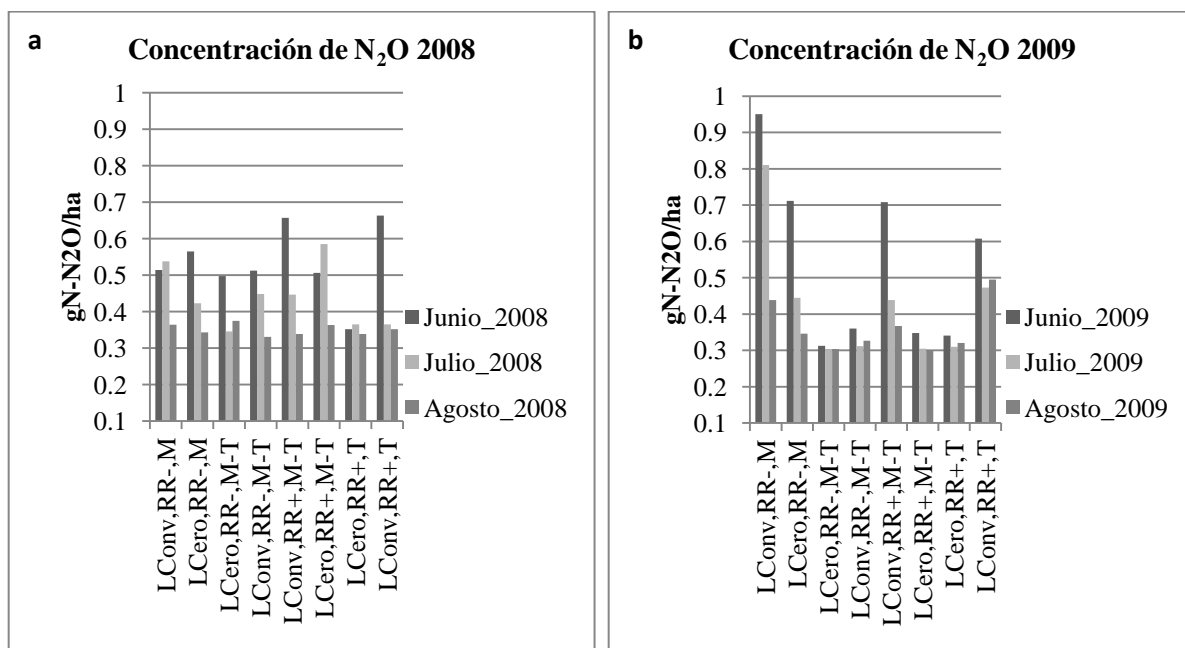 a
Concentración de N₂O 2008
gN-N2O/ha
1
0.9
0.8
0.7
0.6
0.5
0.4
0.3
0.2
0.1
LConv,RR-,M
LCero,RR-,M
LCero,RR-,M-T
LConv,RR-,M-T
LConv,RR+,M-T
LCero,RR+,M-T
LCero,RR+,T
LConv,RR+,T
Junio_2008
Julio_2008
Agosto_2008
b
Concentración de N₂O 2009
gN-N2O/ha
1
0.9
0.8
0.7
0.6
0.5
0.4
0.3
0.2
0.1
LConv,RR-,M
LCero,RR-,M
LCero,RR-,M-T
LConv,RR-,M-T
LConv,RR+,M-T
LCero,RR+,M-T
LCero,RR+,T
LConv,RR+,T
Junio_2009
Julio_2009
Agosto_2009